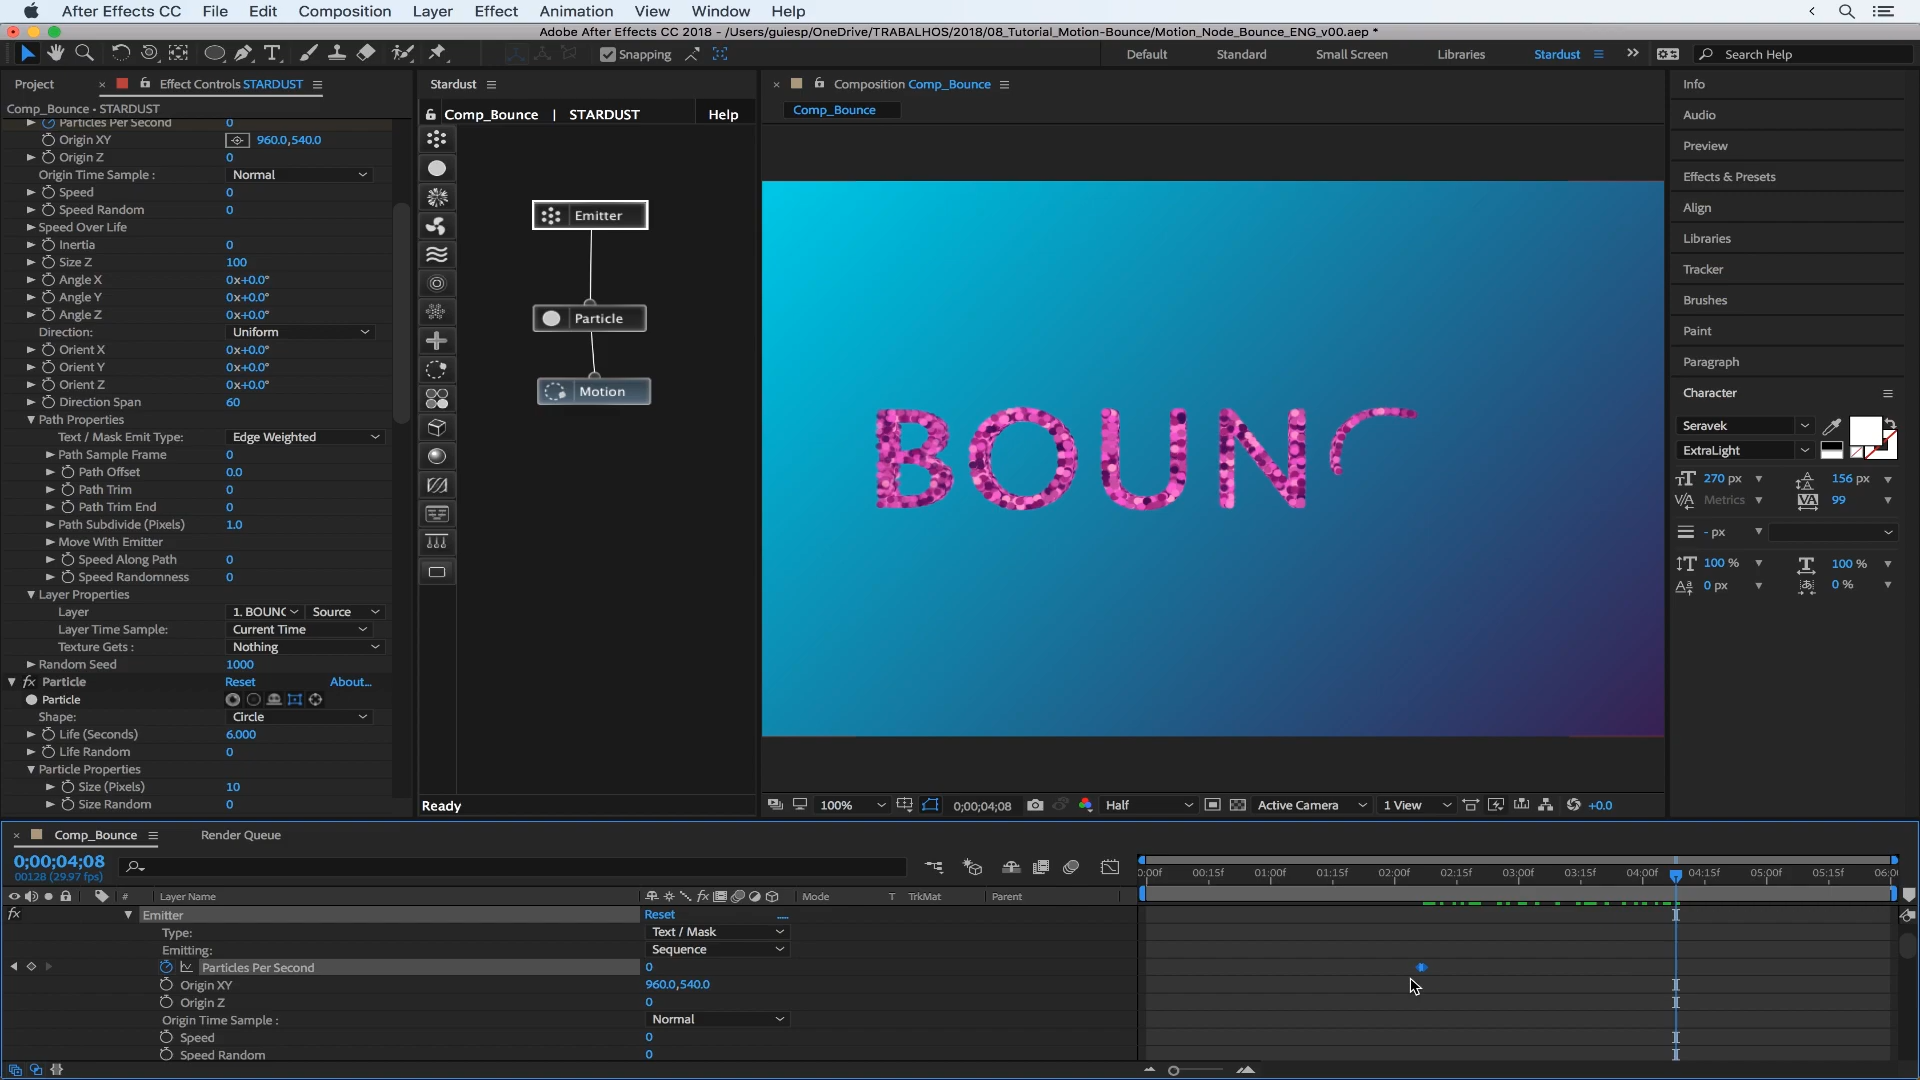 After Effects CC File Edit Composition Layer Effect Animation View Window Help
Adobe After Effects CC 2018 - /Users/guiesp/OneDrive/TRABALHOS/2018/08_Tutorial_Motion-Bounce/Motion_Node_Bounce_ENG_v00.aep *
Snapping Default Standard Small Screen Libraries Stardust Search Help
Project Effect Controls STARDUST
Comp_Bounce • STARDUST
Particles Per Second 0
Origin XY 960.0,540.0
Origin Z 0
Origin Time Sample : Normal
Speed 0
Speed Random 0
Speed Over Life
Inertia 0
Size Z 100
Angle X 0x+0.0°
Angle Y 0x+0.0°
Angle Z 0x+0.0°
Direction: Uniform
Orient X 0x+0.0°
Orient Y 0x+0.0°
Orient Z 0x+0.0°
Direction Span 60
Path Properties
Text / Mask Emit Type: Edge Weighted
Path Sample Frame 0
Path Offset 0.0
Path Trim 0
Path Trim End 0
Path Subdivide (Pixels) 1.0
Move With Emitter
Speed Along Path 0
Speed Randomness 0
Layer Properties
Layer 1. BOUNC Source
Layer Time Sample: Current Time
Texture Gets : Nothing
Random Seed 1000
fx Particle Reset About...
Particle
Shape: Circle
Life (Seconds) 6.000
Life Random 0
Particle Properties
Size (Pixels) 10
Size Random 0
Stardust
Comp_Bounce | STARDUST Help
Emitter
Particle
Motion
Ready
Composition Comp_Bounce
Comp_Bounce
BOUNC
100% 0;00;04;08 Half Active Camera 1 View +0.0
Info
Audio
Preview
Effects & Presets
Align
Libraries
Tracker
Brushes
Paint
Paragraph
Character
Seravek
ExtraLight
270 px 156 px
Metrics 99
- px
100 % 100 %
0 px 0 %
Comp_Bounce Render Queue
0;00;04;08
00128 (29.97 fps)
# Layer Name fx Mode T TrkMat Parent
:00f 00:15f 01:00f 01:15f 02:00f 02:15f 03:00f 03:15f 04:00f 04:15f 05:00f 05:15f 06:0
fx Emitter Reset ....
Type: Text / Mask
Emitting: Sequence
Particles Per Second 0
Origin XY 960.0,540.0
Origin Z 0
Origin Time Sample : Normal
Speed 0
Speed Random 0